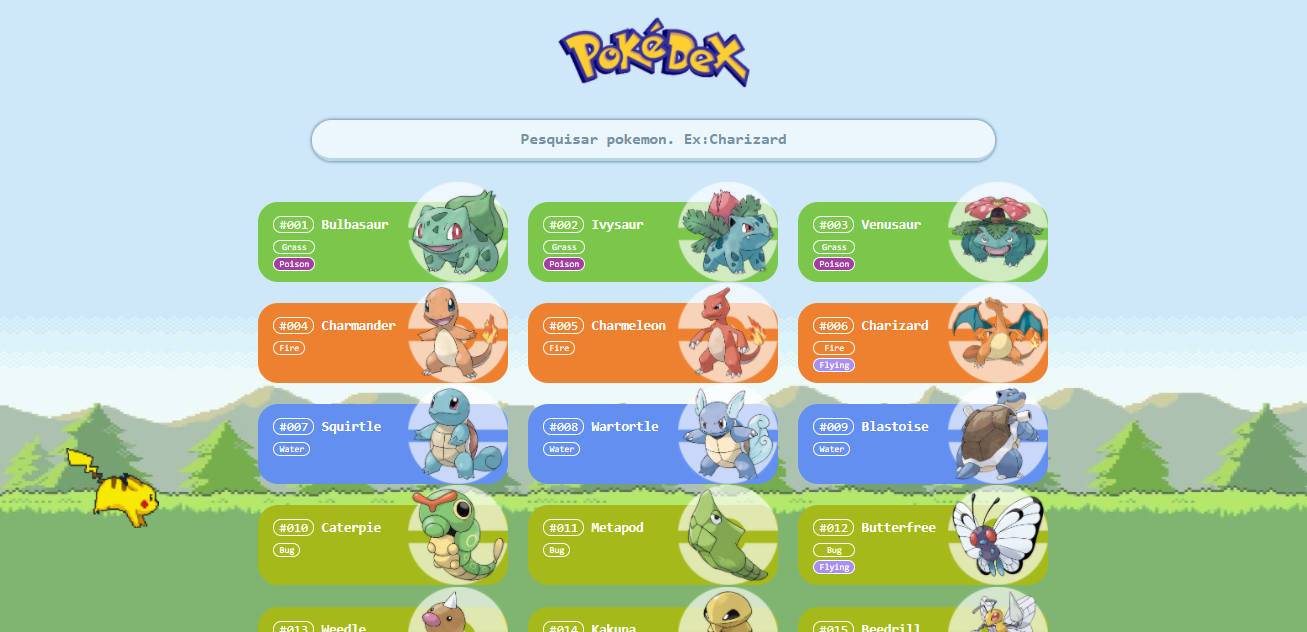 PoKéDeX
Pesquisar pokemon. Ex:Charizard
#001 Bulbasaur
Grass
Poison
#002 Ivysaur
Grass
Poison
#003 Venusaur
Grass
Poison
#004 Charmander
Fire
#005 Charmeleon
Fire
#006 Charizard
Fire
Flying
#007 Squirtle
Water
#008 Wartortle
Water
#009 Blastoise
Water
#010 Caterpie
Bug
#011 Metapod
Bug
#012 Butterfree
Bug
Flying
#013 Weedle
#014 Kakuna
#015 Beedrill